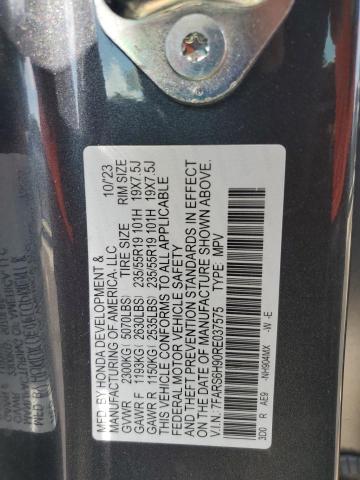 MFD BY HONDA DEVELOPMENT & 10/'23
MANUFACTURING OF AMERICA, LLC
TIRE SIZE RIM SIZE
GVWR 2300KG( 5070LBS)
GAWR F 1193KG( 2630LBS) 235/55R19 101H 19X7.5J
GAWR R 1150KG( 2535LBS) 235/55R19 101H 19X7.5J
THIS VEHICLE CONFORMS TO ALL APPLICABLE
FEDERAL MOTOR VEHICLE SAFETY
AND THEFT PREVENTION STANDARDS IN EFFECT
ON THE DATE OF MANUFACTURE SHOWN ABOVE.
V.I.N: 7FARS6H90RE037575 TYPE: MPV
3D0 R AE9 -NH904MX -W -E